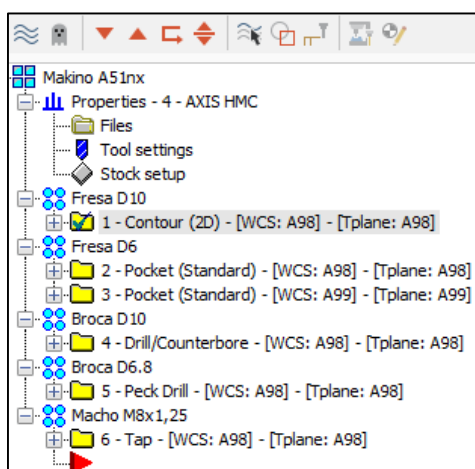 Makino A51nx
Properties - 4 - AXIS HMC
Files
Tool settings
Stock setup
Fresa D10
1 - Contour (2D) - [WCS: A98] - [Tplane: A98]
Fresa D6
2 - Pocket (Standard) - [WCS: A98] - [Tplane: A98]
3 - Pocket (Standard) - [WCS: A99] - [Tplane: A99]
Broca D10
4 - Drill/Counterbore - [WCS: A98] - [Tplane: A98]
Broca D6.8
5 - Peck Drill - [WCS: A98] - [Tplane: A98]
Macho M8x1,25
6 - Tap - [WCS: A98] - [Tplane: A98]